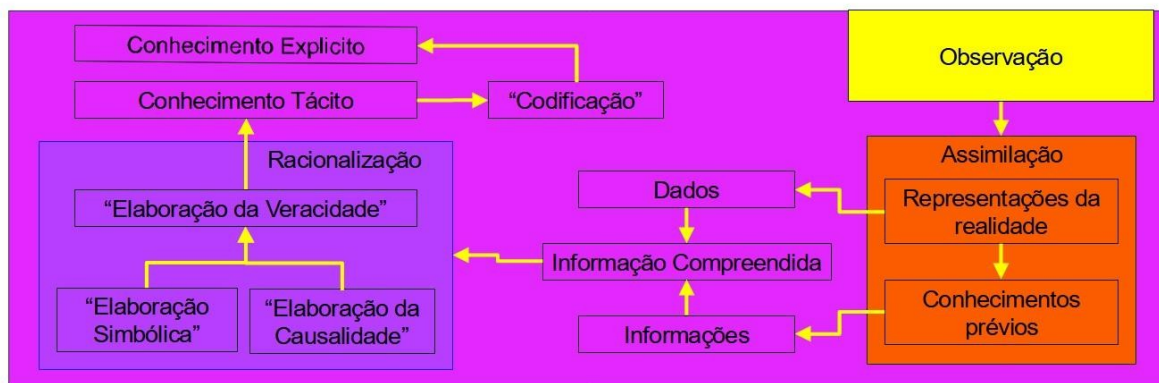 Conhecimento Explicito
Observação
Conhecimento Tácito
“Codificação”
Racionalização
Assimilação
“Elaboração da Veracidade”
Dados
Representações da
realidade
Informação Compreendida
“Elaboração
Simbólica”
“Elaboração da
Causalidade”
Informações
Conhecimentos
prévios